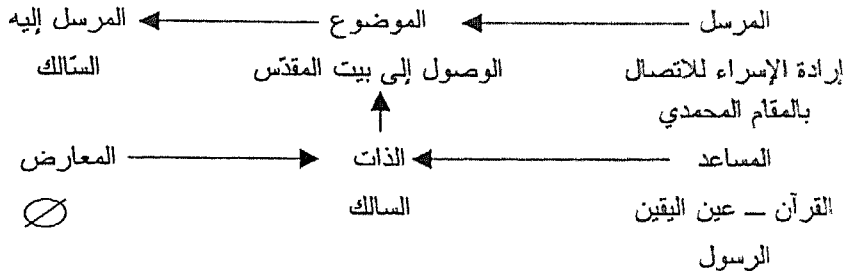 المرسل الموضوع المرسل إليه
إرادة الإسراء للاتصال الوصول إلى بيت المقدّس السّالك
بالمقام المحمدي
المساعد الذات المعارض
القرآن ــ عين اليقين السالك ∅
الرسول